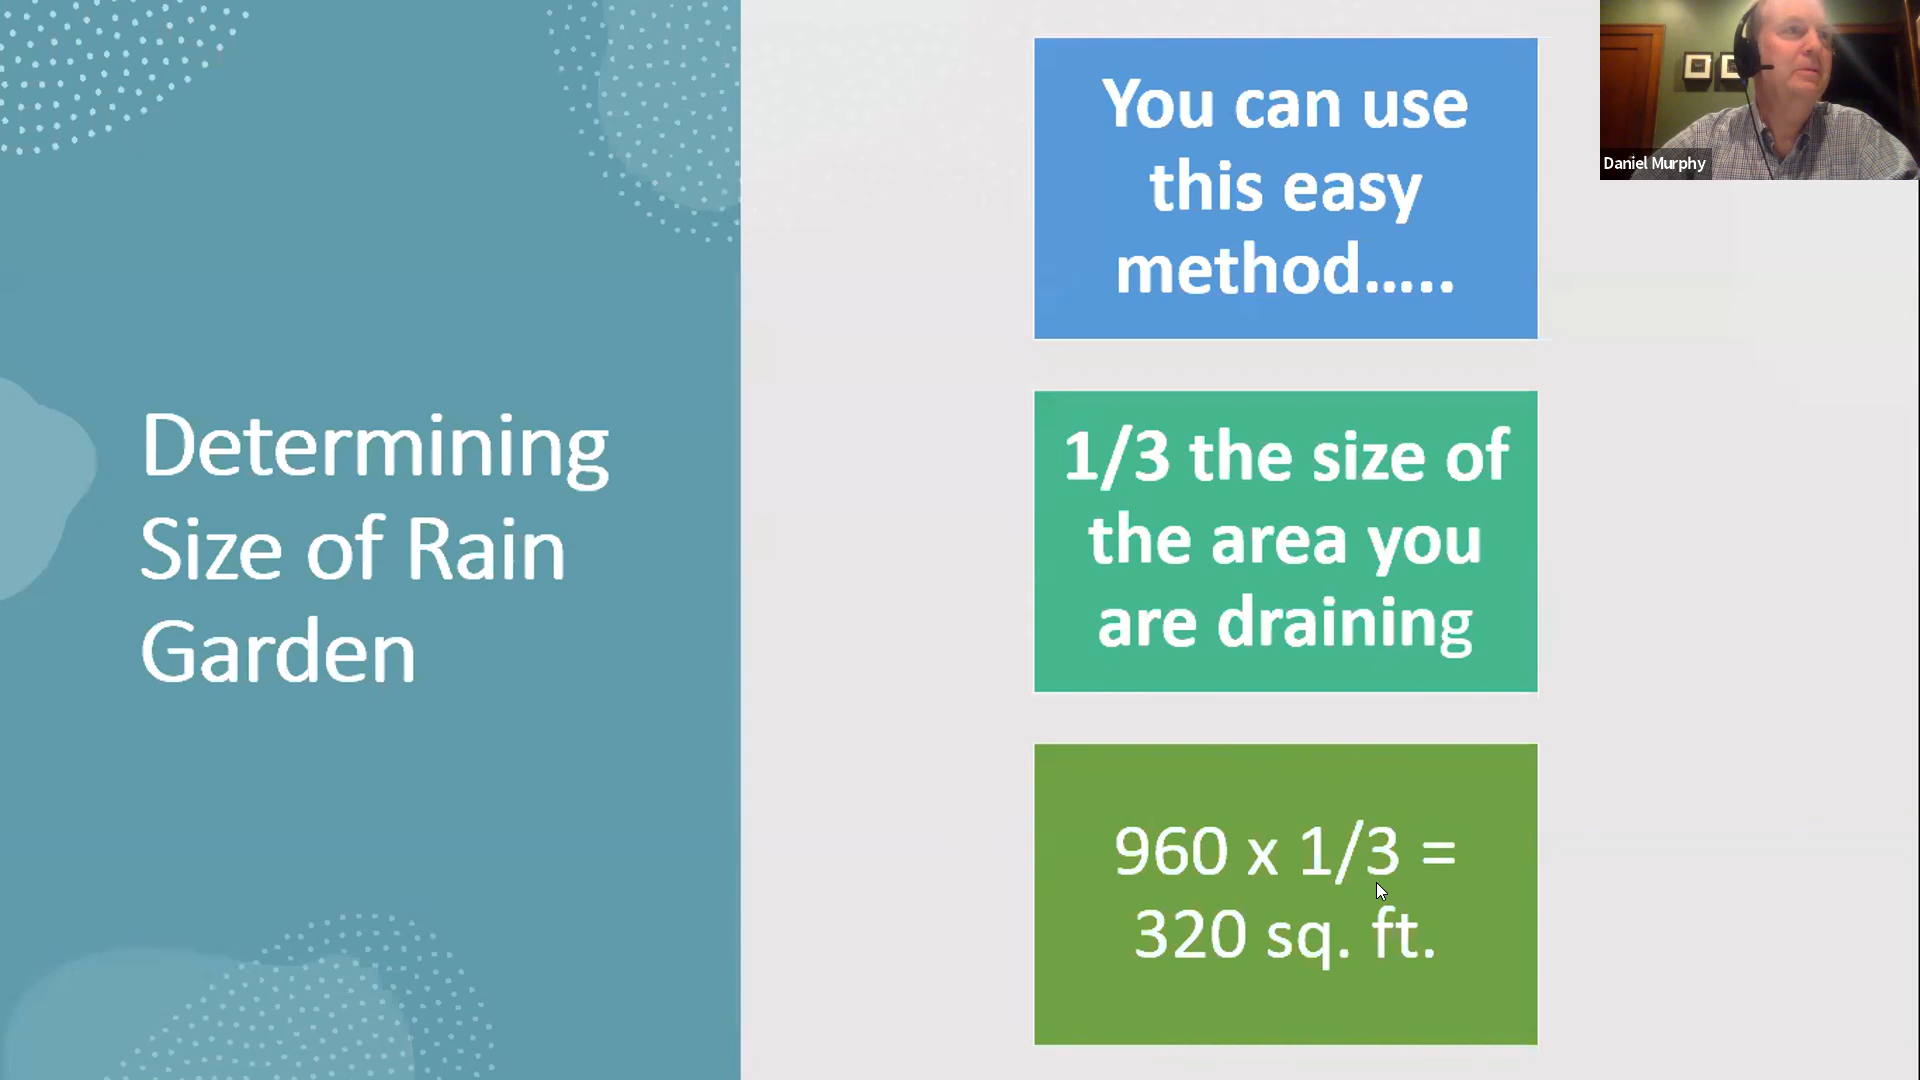 Determining
Size of Rain
Garden
You can use
this easy
method.....
1/3 the size of
the area you
are draining
960 x 1/3 =
320 sq. ft.
Daniel Murphy